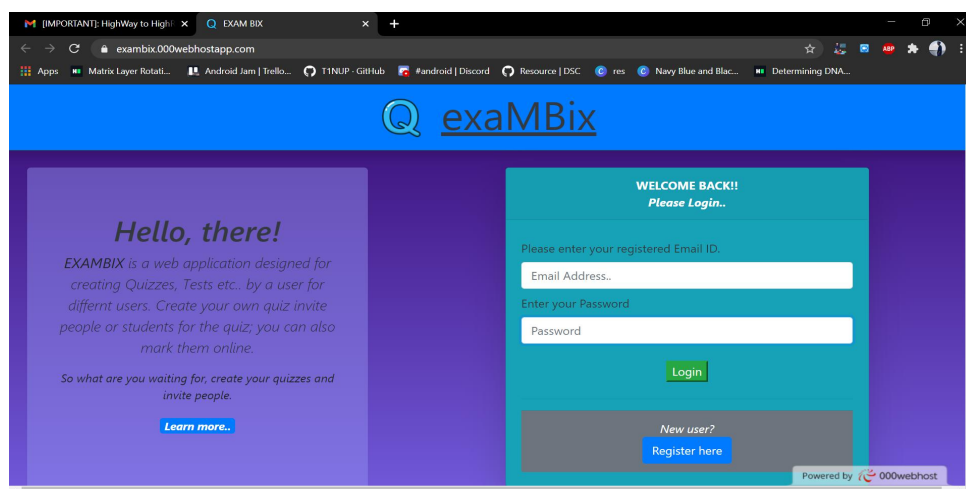 [IMPORTANT]: HighWay to High
EXAM BIX
exambix.000webhostapp.com
ABP
Apps
Matrix Layer Rotati...
Android Jam | Trello...
T1NUP · GitHub
#android | Discord
Resource | DSC
res
Navy Blue and Blac...
Determining DNA...
Q exaMBix
Hello, there!
EXAMBIX is a web application designed for
creating Quizzes, Tests etc.. by a user for
differnt users. Create your own quiz invite
people or students for the quiz; you can also
mark them online.
So what are you waiting for, create your quizzes and
invite people.
Learn more..
WELCOME BACK!!
Please Login..
Please enter your registered Email ID.
Email Address..
Enter your Password
Password
Login
New user?
Register here
Powered by 000webhost